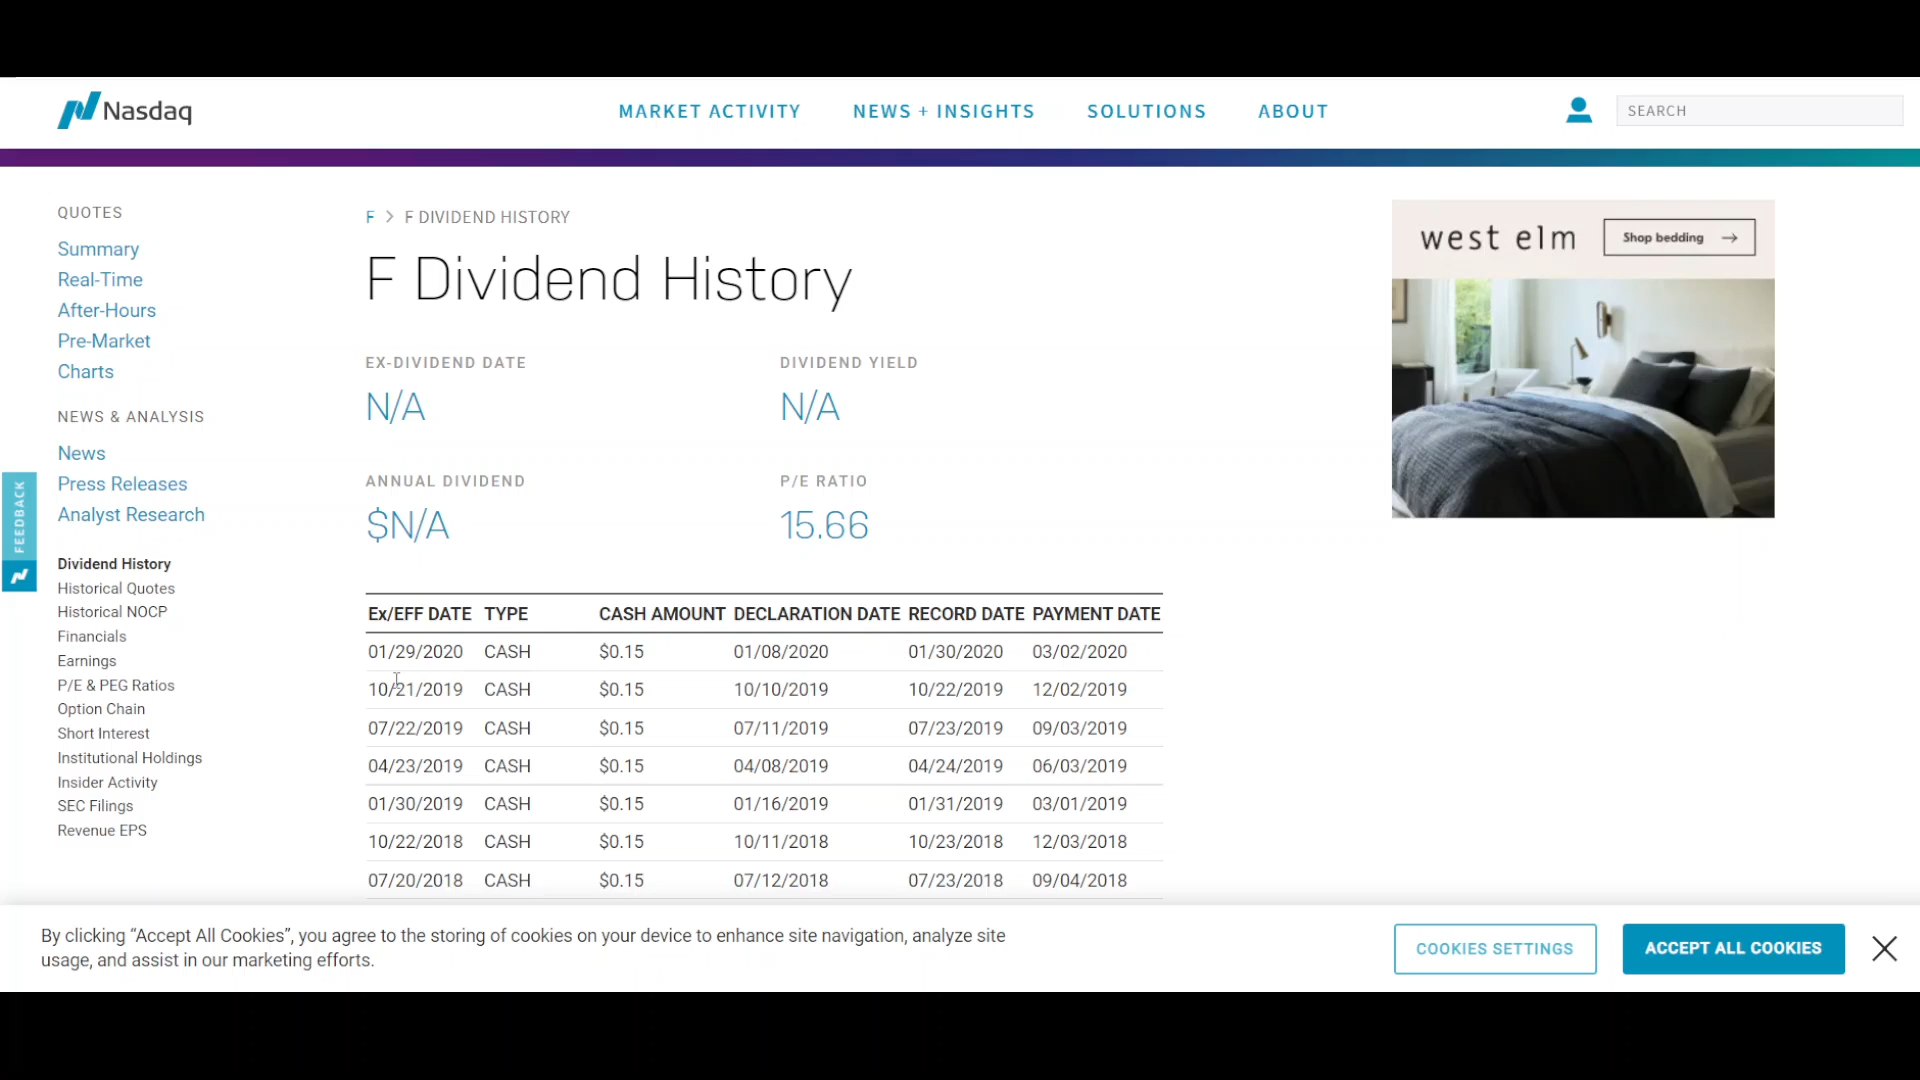 Nasdaq
MARKET ACTIVITY
NEWS + INSIGHTS
SOLUTIONS
ABOUT
SEARCH
QUOTES
Summary
Real-Time
After-Hours
Pre-Market
Charts
NEWS & ANALYSIS
News
Press Releases
Analyst Research
Dividend History
Historical Quotes
Historical NOCP
Financials
Earnings
P/E & PEG Ratios
Option Chain
Short Interest
Institutional Holdings
Insider Activity
SEC Filings
Revenue EPS
FEEDBACK
F > F DIVIDEND HISTORY
F Dividend History
EX-DIVIDEND DATE
N/A
DIVIDEND YIELD
N/A
ANNUAL DIVIDEND
$N/A
P/E RATIO
15.66
Ex/EFF DATE TYPE CASH AMOUNT DECLARATION DATE RECORD DATE PAYMENT DATE
01/29/2020 CASH $0.15 01/08/2020 01/30/2020 03/02/2020
10/21/2019 CASH $0.15 10/10/2019 10/22/2019 12/02/2019
07/22/2019 CASH $0.15 07/11/2019 07/23/2019 09/03/2019
04/23/2019 CASH $0.15 04/08/2019 04/24/2019 06/03/2019
01/30/2019 CASH $0.15 01/16/2019 01/31/2019 03/01/2019
10/22/2018 CASH $0.15 10/11/2018 10/23/2018 12/03/2018
07/20/2018 CASH $0.15 07/12/2018 07/23/2018 09/04/2018
west elm
Shop bedding →
By clicking “Accept All Cookies”, you agree to the storing of cookies on your device to enhance site navigation, analyze site
usage, and assist in our marketing efforts.
COOKIES SETTINGS
ACCEPT ALL COOKIES